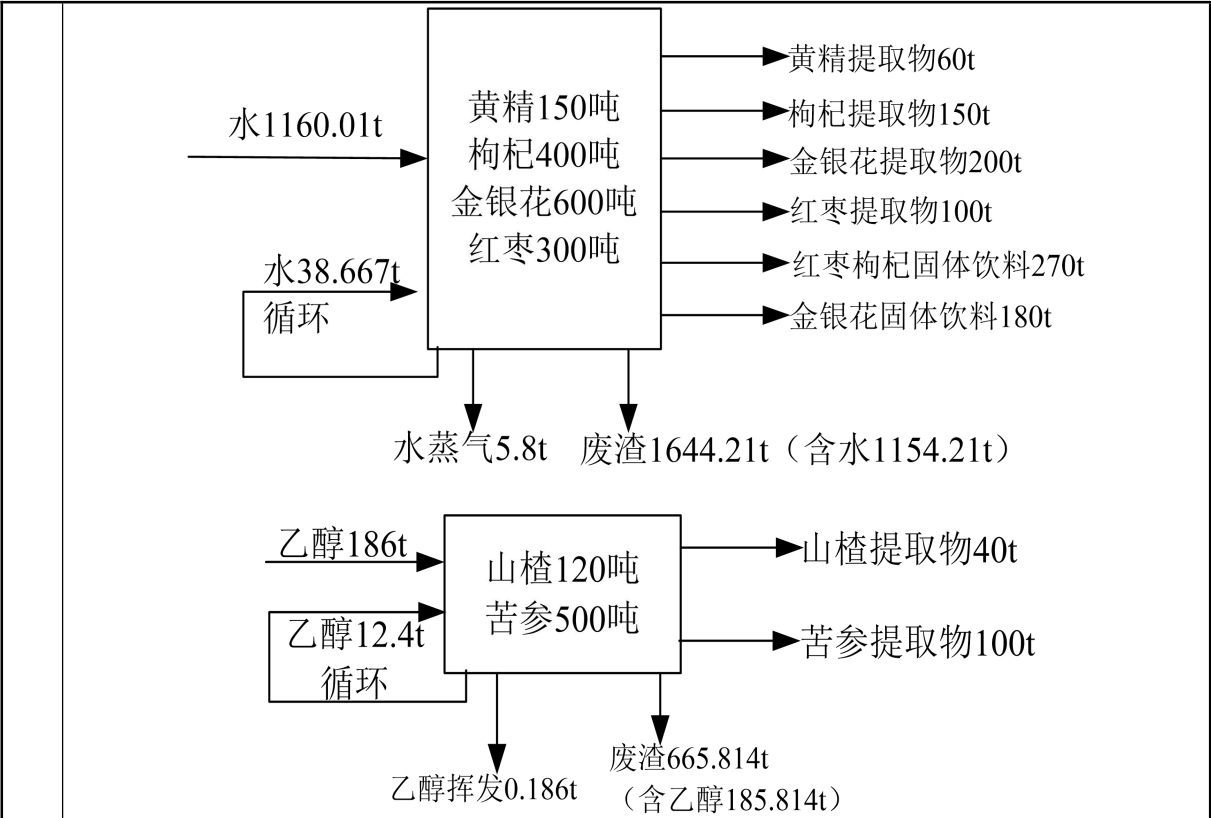 水1160.01t
水38.667t
循环
黄精150吨
枸杞400吨
金银花600吨
红枣300吨
黄精提取物60t
枸杞提取物150t
金银花提取物200t
红枣提取物100t
红枣枸杞固体饮料270t
金银花固体饮料180t
水蒸气5.8t
废渣1644.21t（含水1154.21t）
乙醇186t
乙醇12.4t
循环
山楂120吨
苦参500吨
山楂提取物40t
苦参提取物100t
乙醇挥发0.186t
废渣665.814t
（含乙醇185.814t）